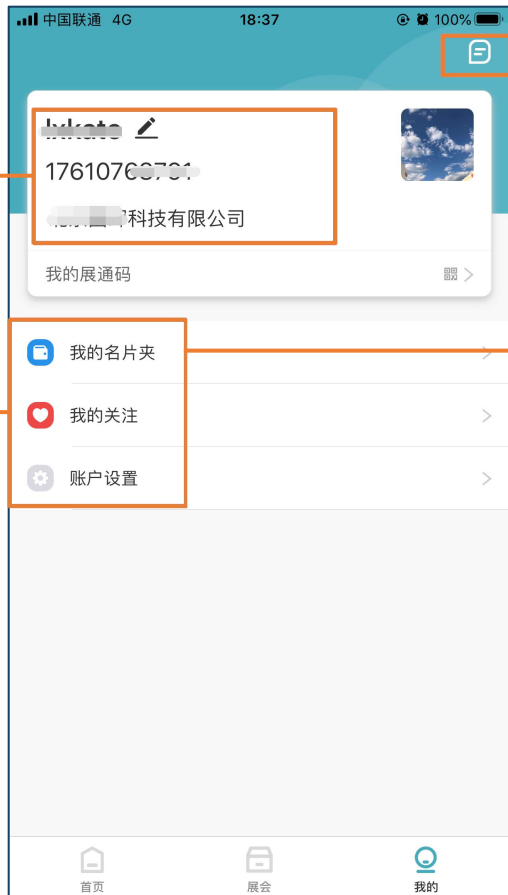 中国联通 4G 18:37 100%
科技有限公司
我的展通码
我的名片夹
我的关注
账户设置
首页 展会 我的